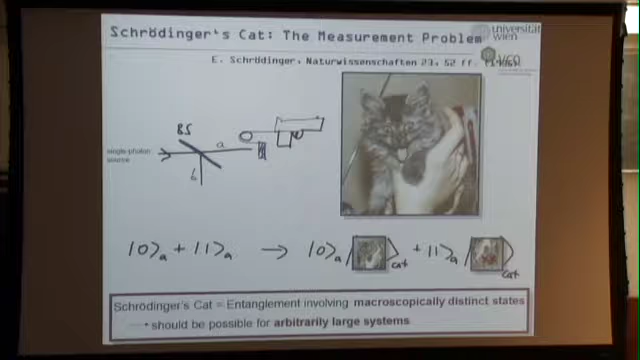 Schrödinger's Cat: The Measurement Problem
universität
wien
E. Schrödinger, Naturwissenschaften 23, 52 ff.
VCQ
BS
single-photon
source
a
b
|0>a + |1>a → |0>a | >cat + |1>a | >cat
Schrödinger's Cat = Entanglement involving macroscopically distinct states
should be possible for arbitrarily large systems